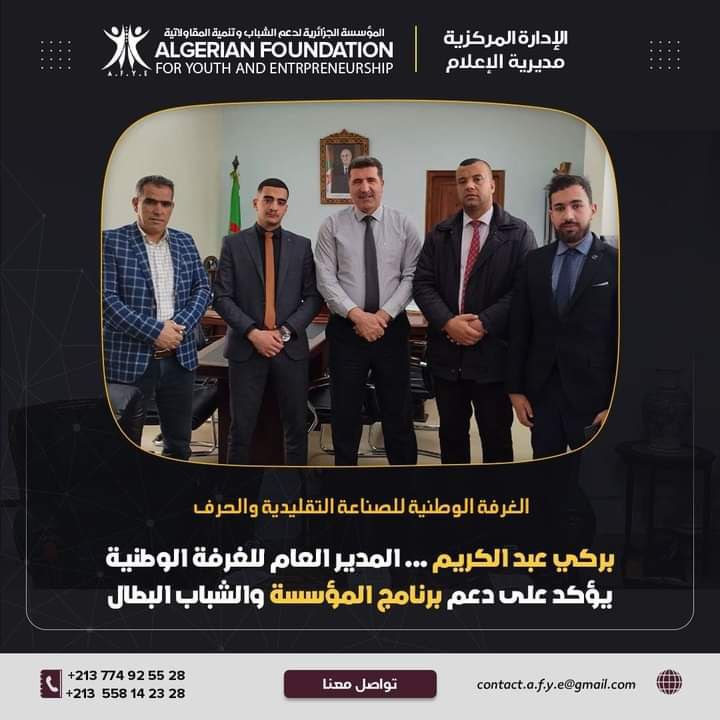 المؤسسة الجزائرية لدعم الشباب وتنمية المقاولاتية
ALGERIAN FOUNDATION
FOR YOUTH AND ENTRPRENEURSHIP
A.F.Y.E
الإدارة المركزية
مديرية الإعلام
الغرفة الوطنية للصناعة التقليدية والحرف
بركي عبد الكريم ... المدير العام للغرفة الوطنية
يؤكد على دعم برنامج المؤسسة والشباب البطال
+213 774 92 55 28
+213 558 14 23 28
تواصل معنا
contact.a.f.y.e@gmail.com